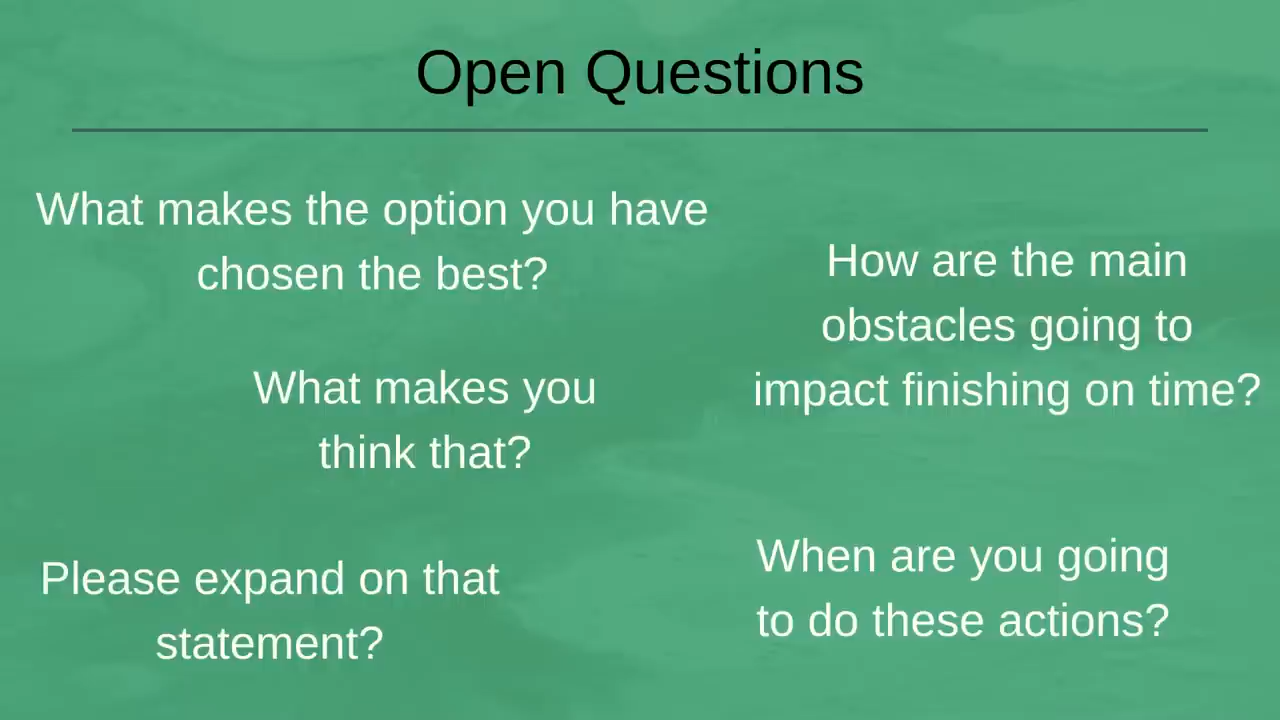 Open Questions
What makes the option you have
chosen the best?
What makes you
think that?
Please expand on that
statement?
How are the main
obstacles going to
impact finishing on time?
When are you going
to do these actions?